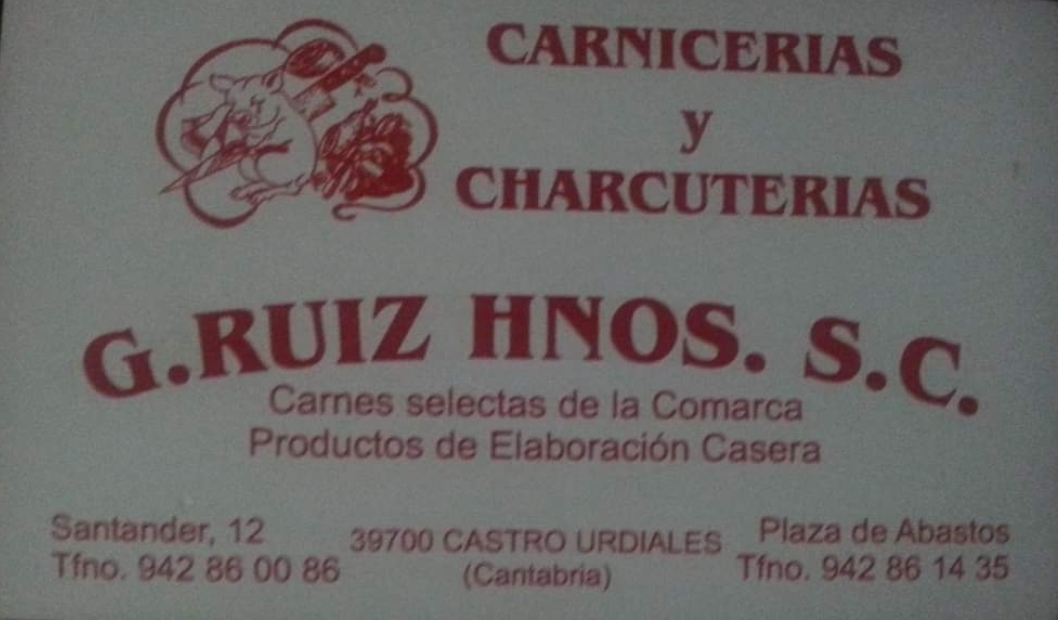 CARNICERIAS
y
CHARCUTERIAS
G.RUIZ HNOS. S.C.
Carnes selectas de la Comarca
Productos de Elaboración Casera
Santander, 12
Tfno. 942 86 00 86
39700 CASTRO URDIALES
(Cantabria)
Plaza de Abastos
Tfno. 942 86 14 35